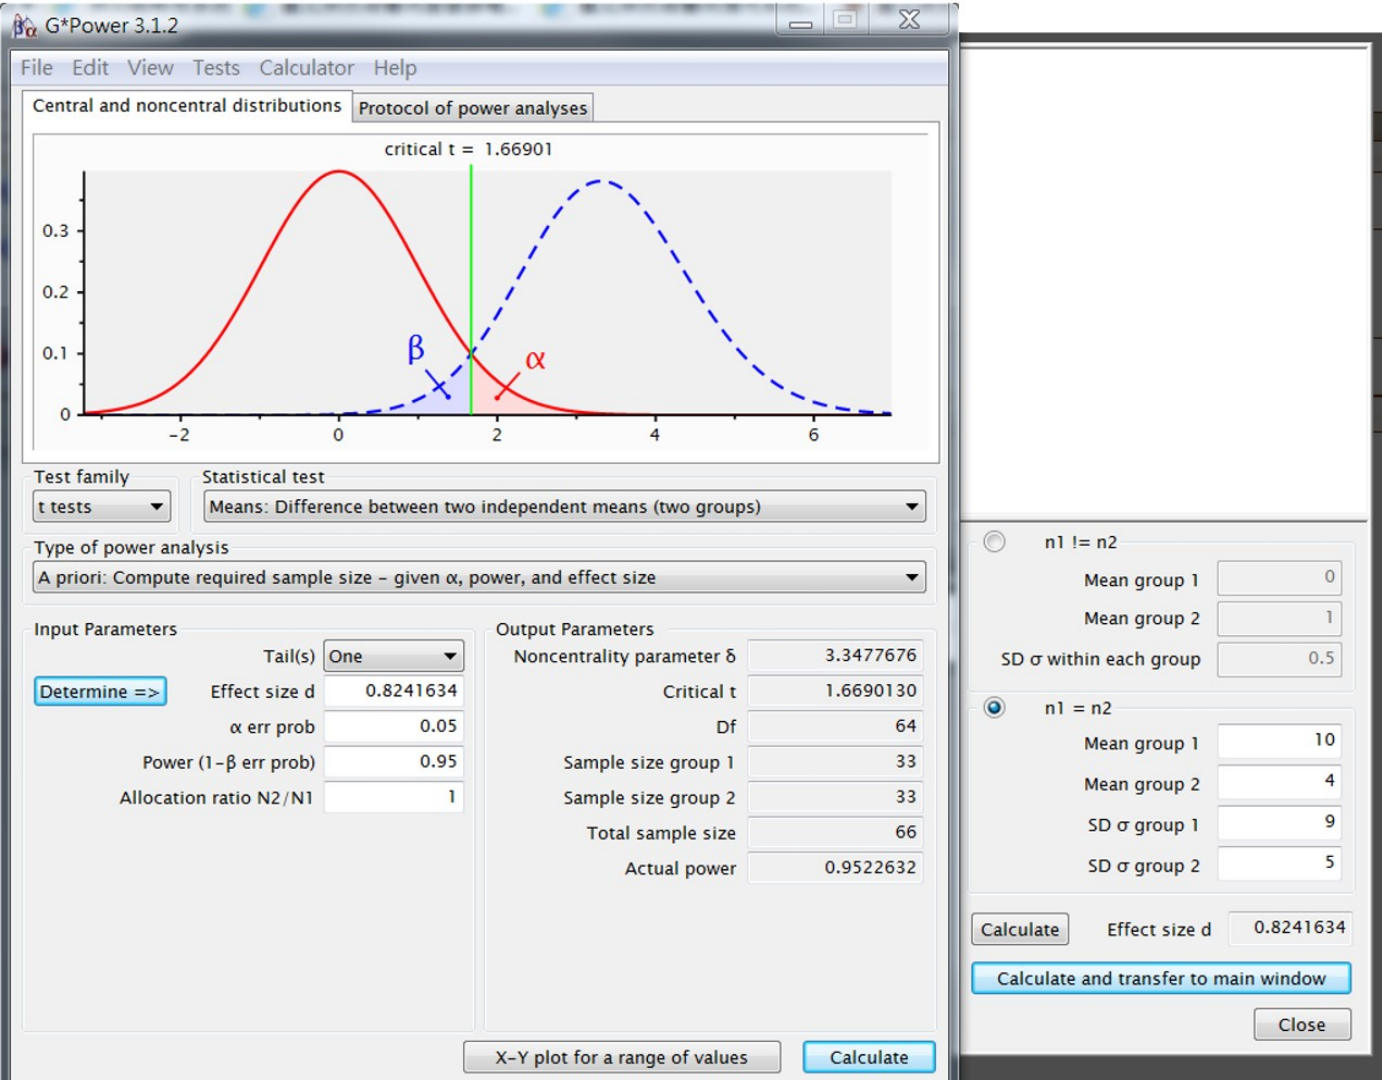 βα G*Power 3.1.2
File Edit View Tests Calculator Help
Central and noncentral distributions Protocol of power analyses
critical t = 1.66901
0.3
0.2
0.1
0
β
α
-2 0 2 4 6
Test family Statistical test
t tests Means: Difference between two independent means (two groups)
Type of power analysis
A priori: Compute required sample size – given α, power, and effect size
Input Parameters
Tail(s) One
Determine => Effect size d 0.8241634
α err prob 0.05
Power (1-β err prob) 0.95
Allocation ratio N2/N1 1
Output Parameters
Noncentrality parameter δ 3.3477676
Critical t 1.6690130
Df 64
Sample size group 1 33
Sample size group 2 33
Total sample size 66
Actual power 0.9522632
X-Y plot for a range of values Calculate
n1 != n2
Mean group 1 0
Mean group 2 1
SD σ within each group 0.5
n1 = n2
Mean group 1 10
Mean group 2 4
SD σ group 1 9
SD σ group 2 5
Calculate Effect size d 0.8241634
Calculate and transfer to main window
Close